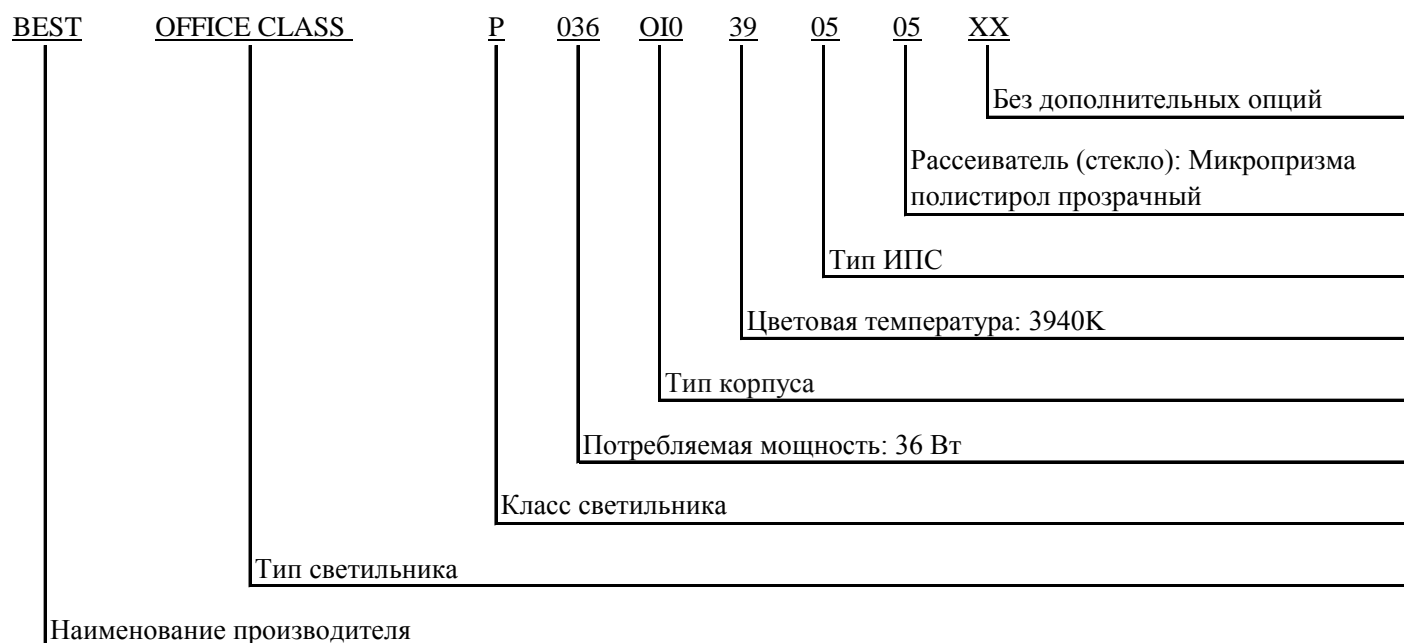 BEST OFFICE CLASS P 036 OI0 39 05 05 XX
Без дополнительных опций
Рассеиватель (стекло): Микропризма
полистирол прозрачный
Тип ИПС
Цветовая температура: 3940K
Тип корпуса
Потребляемая мощность: 36 Вт
Класс светильника
Тип светильника
Наименование производителя